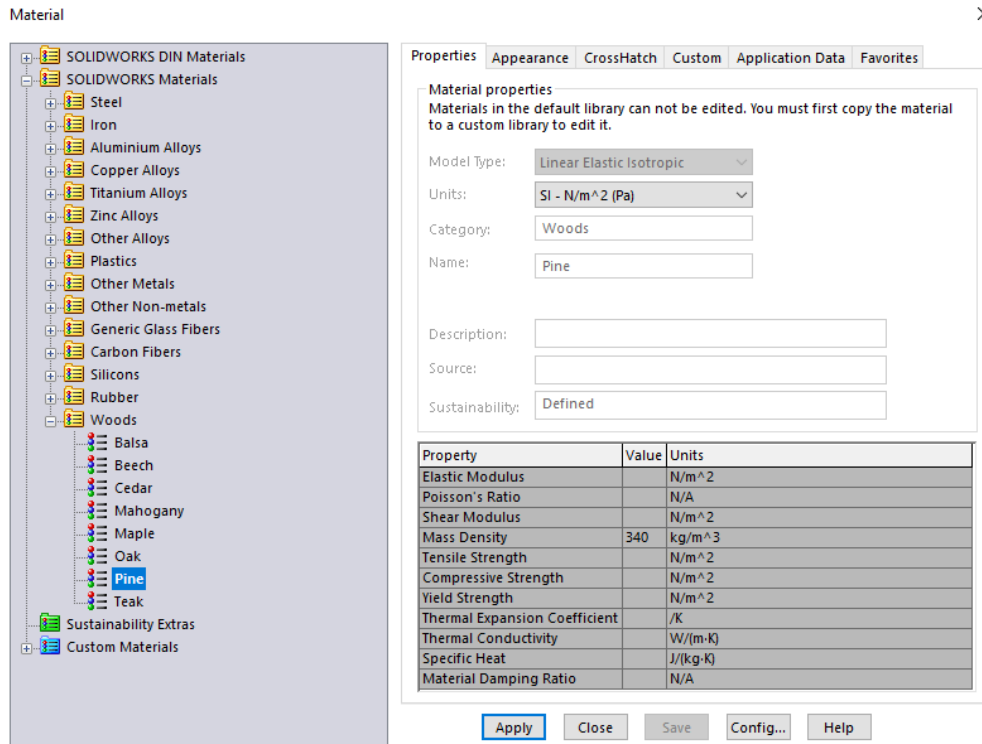 Material
SOLIDWORKS DIN Materials
SOLIDWORKS Materials
Steel
Iron
Aluminium Alloys
Copper Alloys
Titanium Alloys
Zinc Alloys
Other Alloys
Plastics
Other Metals
Other Non-metals
Generic Glass Fibers
Carbon Fibers
Silicons
Rubber
Woods
Balsa
Beech
Cedar
Mahogany
Maple
Oak
Pine
Teak
Sustainability Extras
Custom Materials
Properties Appearance CrossHatch Custom Application Data Favorites
Material properties
Materials in the default library can not be edited. You must first copy the material
to a custom library to edit it.
Model Type: Linear Elastic Isotropic
Units: SI - N/m^2 (Pa)
Category: Woods
Name: Pine
Description:
Source:
Sustainability: Defined
Property Value Units
Elastic Modulus N/m^2
Poisson's Ratio N/A
Shear Modulus N/m^2
Mass Density 340 kg/m^3
Tensile Strength N/m^2
Compressive Strength N/m^2
Yield Strength N/m^2
Thermal Expansion Coefficient /K
Thermal Conductivity W/(m·K)
Specific Heat J/(kg·K)
Material Damping Ratio N/A
Apply Close Save Config... Help